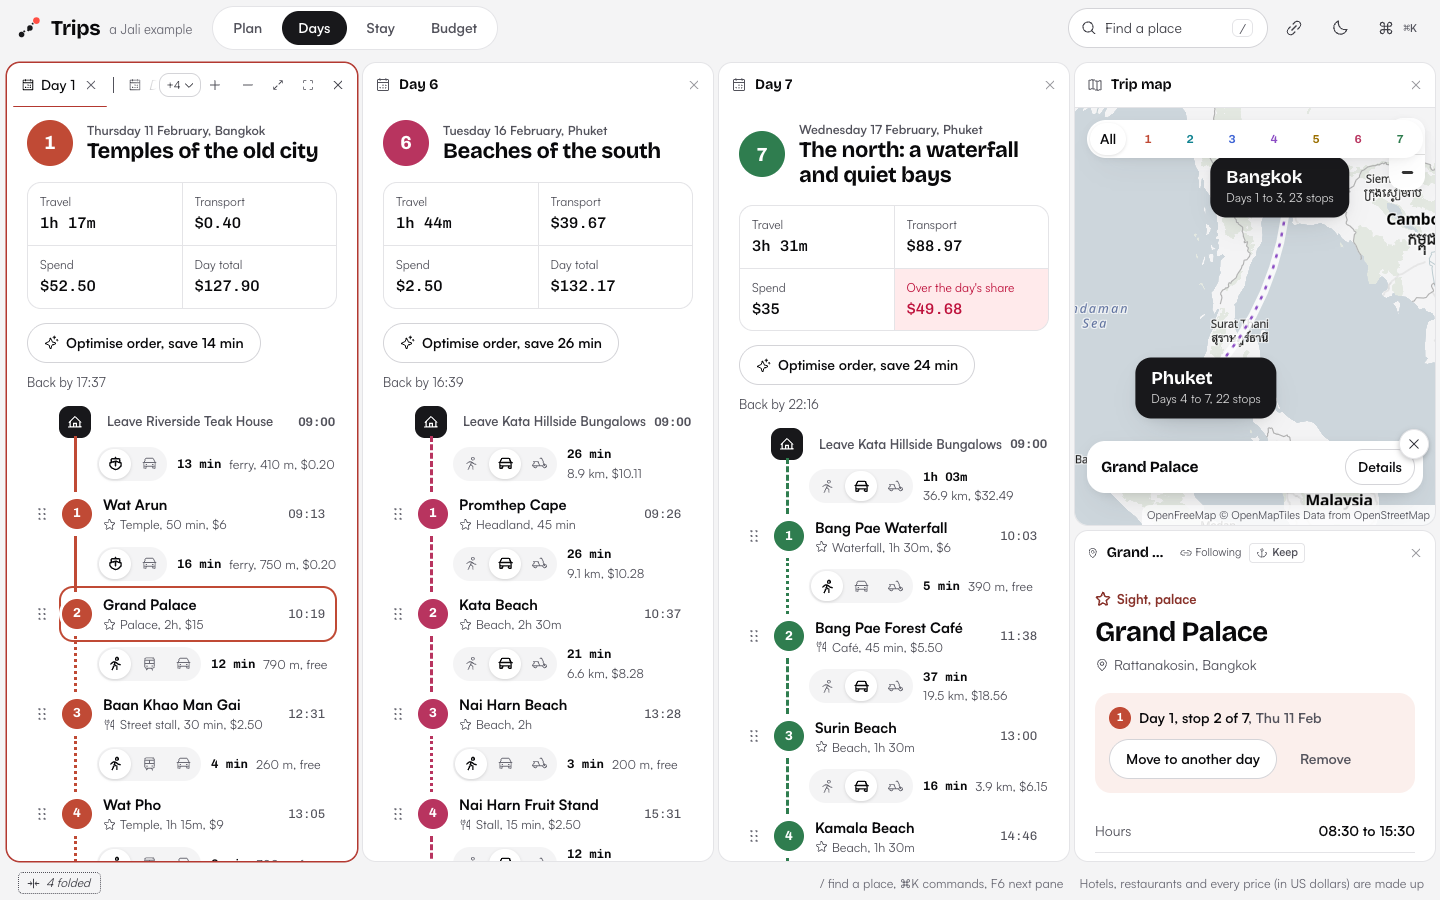 Trips
a Jali example
Plan
Days
Stay
Budget
Find a place
/
⌘K
Day 1
+4
1
Thursday 11 February, Bangkok
Temples of the old city
Travel
1h 17m
Transport
$0.40
Spend
$52.50
Day total
$127.90
Optimise order, save 14 min
Back by 17:37
Leave Riverside Teak House 09:00
13 min ferry, 410 m, $0.20
1
Wat Arun
Temple, 50 min, $6
09:13
16 min ferry, 750 m, $0.20
2
Grand Palace
Palace, 2h, $15
10:19
12 min 790 m, free
3
Baan Khao Man Gai
Street stall, 30 min, $2.50
12:31
4 min 260 m, free
4
Wat Pho
Temple, 1h 15m, $9
13:05
Day 6
6
Tuesday 16 February, Phuket
Beaches of the south
Travel
1h 44m
Transport
$39.67
Spend
$2.50
Day total
$132.17
Optimise order, save 26 min
Back by 16:39
Leave Kata Hillside Bungalows 09:00
26 min
8.9 km, $10.11
1
Promthep Cape
Headland, 45 min
09:26
26 min
9.1 km, $10.28
2
Kata Beach
Beach, 2h 30m
10:37
21 min
6.6 km, $8.28
3
Nai Harn Beach
Beach, 2h
13:28
3 min 200 m, free
4
Nai Harn Fruit Stand
Stall, 15 min, $2.50
15:31
12 min
Day 7
7
Wednesday 17 February, Phuket
The north: a waterfall
and quiet bays
Travel
3h 31m
Transport
$88.97
Spend
$35
Over the day's share
$49.68
Optimise order, save 24 min
Back by 22:16
Leave Kata Hillside Bungalows 09:00
1h 03m
36.9 km, $32.49
1
Bang Pae Waterfall
Waterfall, 1h 30m, $6
10:03
5 min 390 m, free
2
Bang Pae Forest Café
Café, 45 min, $5.50
11:38
37 min
19.5 km, $18.56
3
Surin Beach
Beach, 1h 30m
13:00
16 min 3.9 km, $6.15
4
Kamala Beach
Beach, 1h 30m
14:46
Trip map
All 1 2 3 4 5 6 7
Bangkok
Days 1 to 3, 23 stops
Sea
Surat Thani
Phuket
Days 4 to 7, 22 stops
Grand Palace
Details
Malaysia
OpenFreeMap © OpenMapTiles Data from OpenStreetMap
Grand ...
Following
Keep
Sight, palace
Grand Palace
Rattanakosin, Bangkok
1
Day 1, stop 2 of 7, Thu 11 Feb
Move to another day
Remove
Hours
08:30 to 15:30
4 folded
/ find a place, ⌘K commands, F6 next pane
Hotels, restaurants and every price (in US dollars) are made up